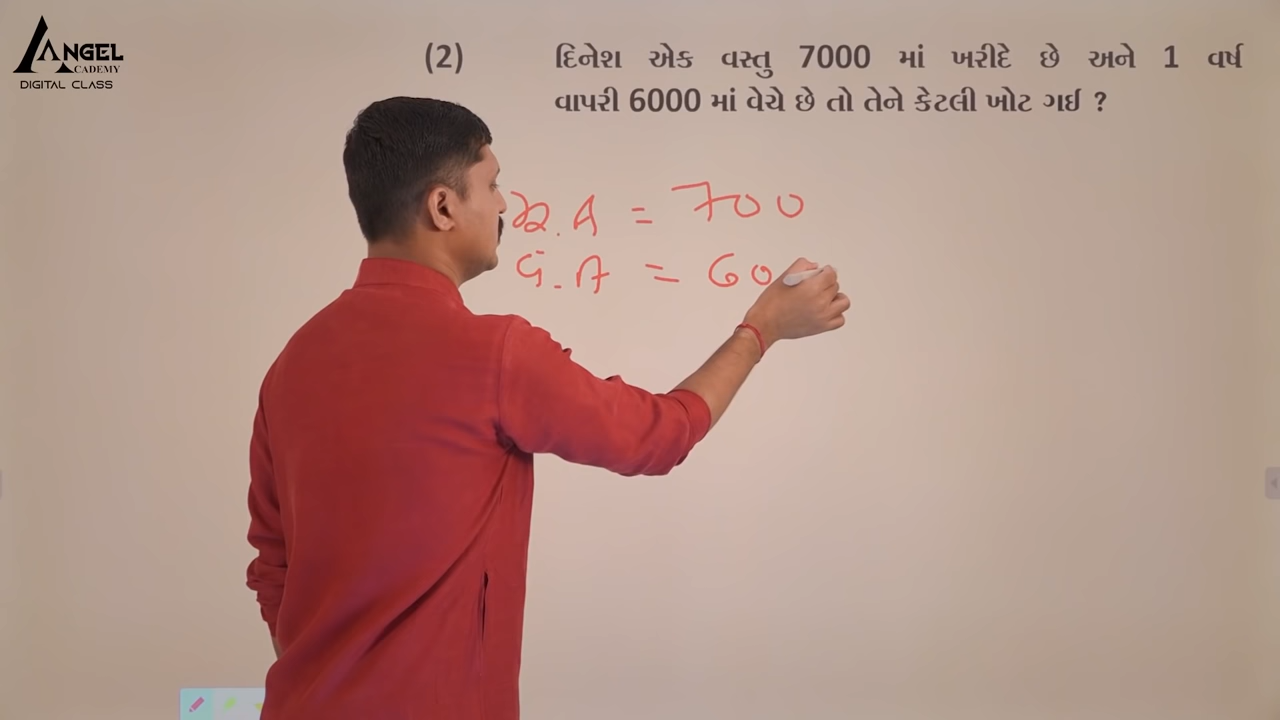 ANGEL
ACADEMY
DIGITAL CLASS
(2) દિનેશ એક વસ્તુ 7000 માં ખરીદે છે અને 1 વર્ષ
વાપરી 6000 માં વેચે છે તો તેને કેટલી ખોટ ગઈ ?
= 700
= 60